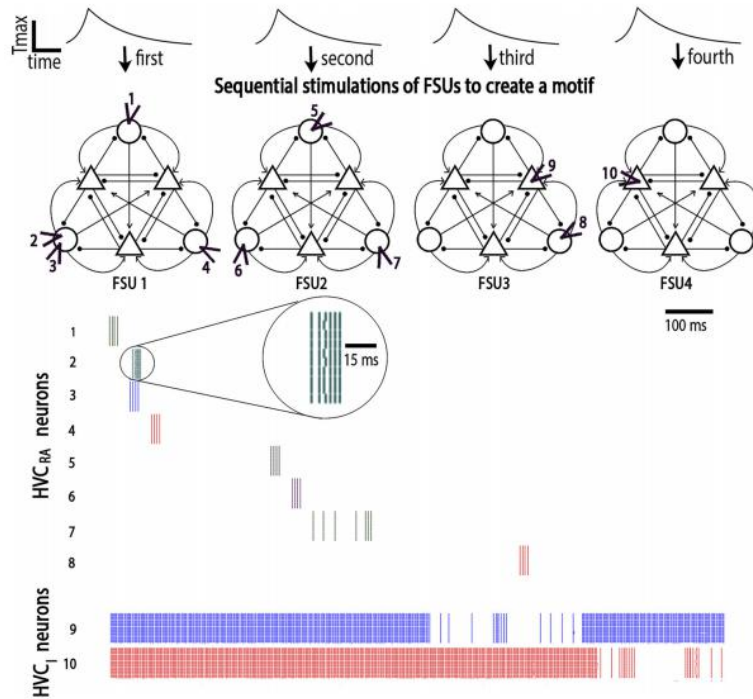 Tmax
time
first
second
third
fourth
Sequential stimulations of FSUs to create a motif
1
5
9
10
2
3
4
6
7
8
FSU 1
FSU2
FSU3
FSU4
100 ms
15 ms
HVCRA neurons
1
2
3
4
5
6
7
8
HVCI neurons
9
10